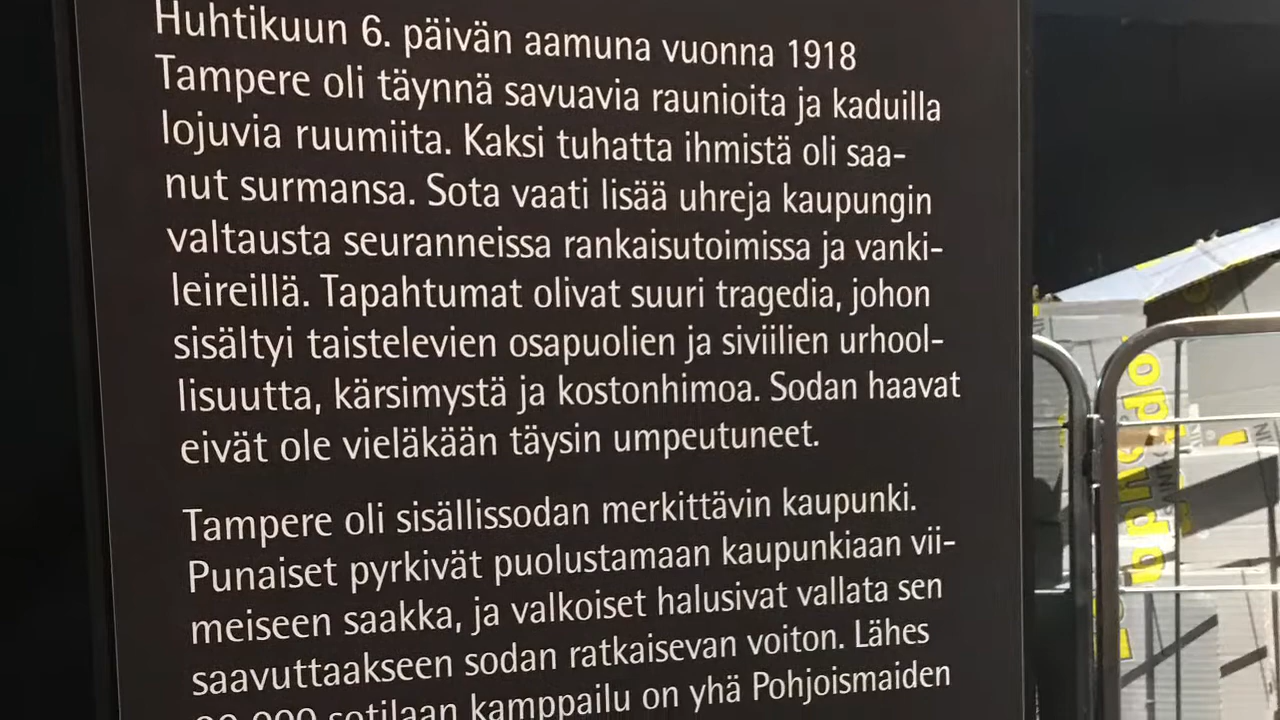 Huhtikuun 6. päivän aamuna vuonna 1918
Tampere oli täynnä savuavia raunioita ja kaduilla
lojuvia ruumiita. Kaksi tuhatta ihmistä oli saa-
nut surmansa. Sota vaati lisää uhreja kaupungin
valtausta seuranneissa rankaisutoimissa ja vanki-
leireillä. Tapahtumat olivat suuri tragedia, johon
sisältyi taistelevien osapuolien ja siviilien urhool-
lisuutta, kärsimystä ja kostonhimoa. Sodan haavat
eivät ole vieläkään täysin umpeutuneet.
Tampere oli sisällissodan merkittävin kaupunki.
Punaiset pyrkivät puolustamaan kaupunkiaan vii-
meiseen saakka, ja valkoiset halusivat vallata sen
saavuttaakseen sodan ratkaisevan voiton. Lähes
sotilaan kamppailu on yhä Pohjoismaiden